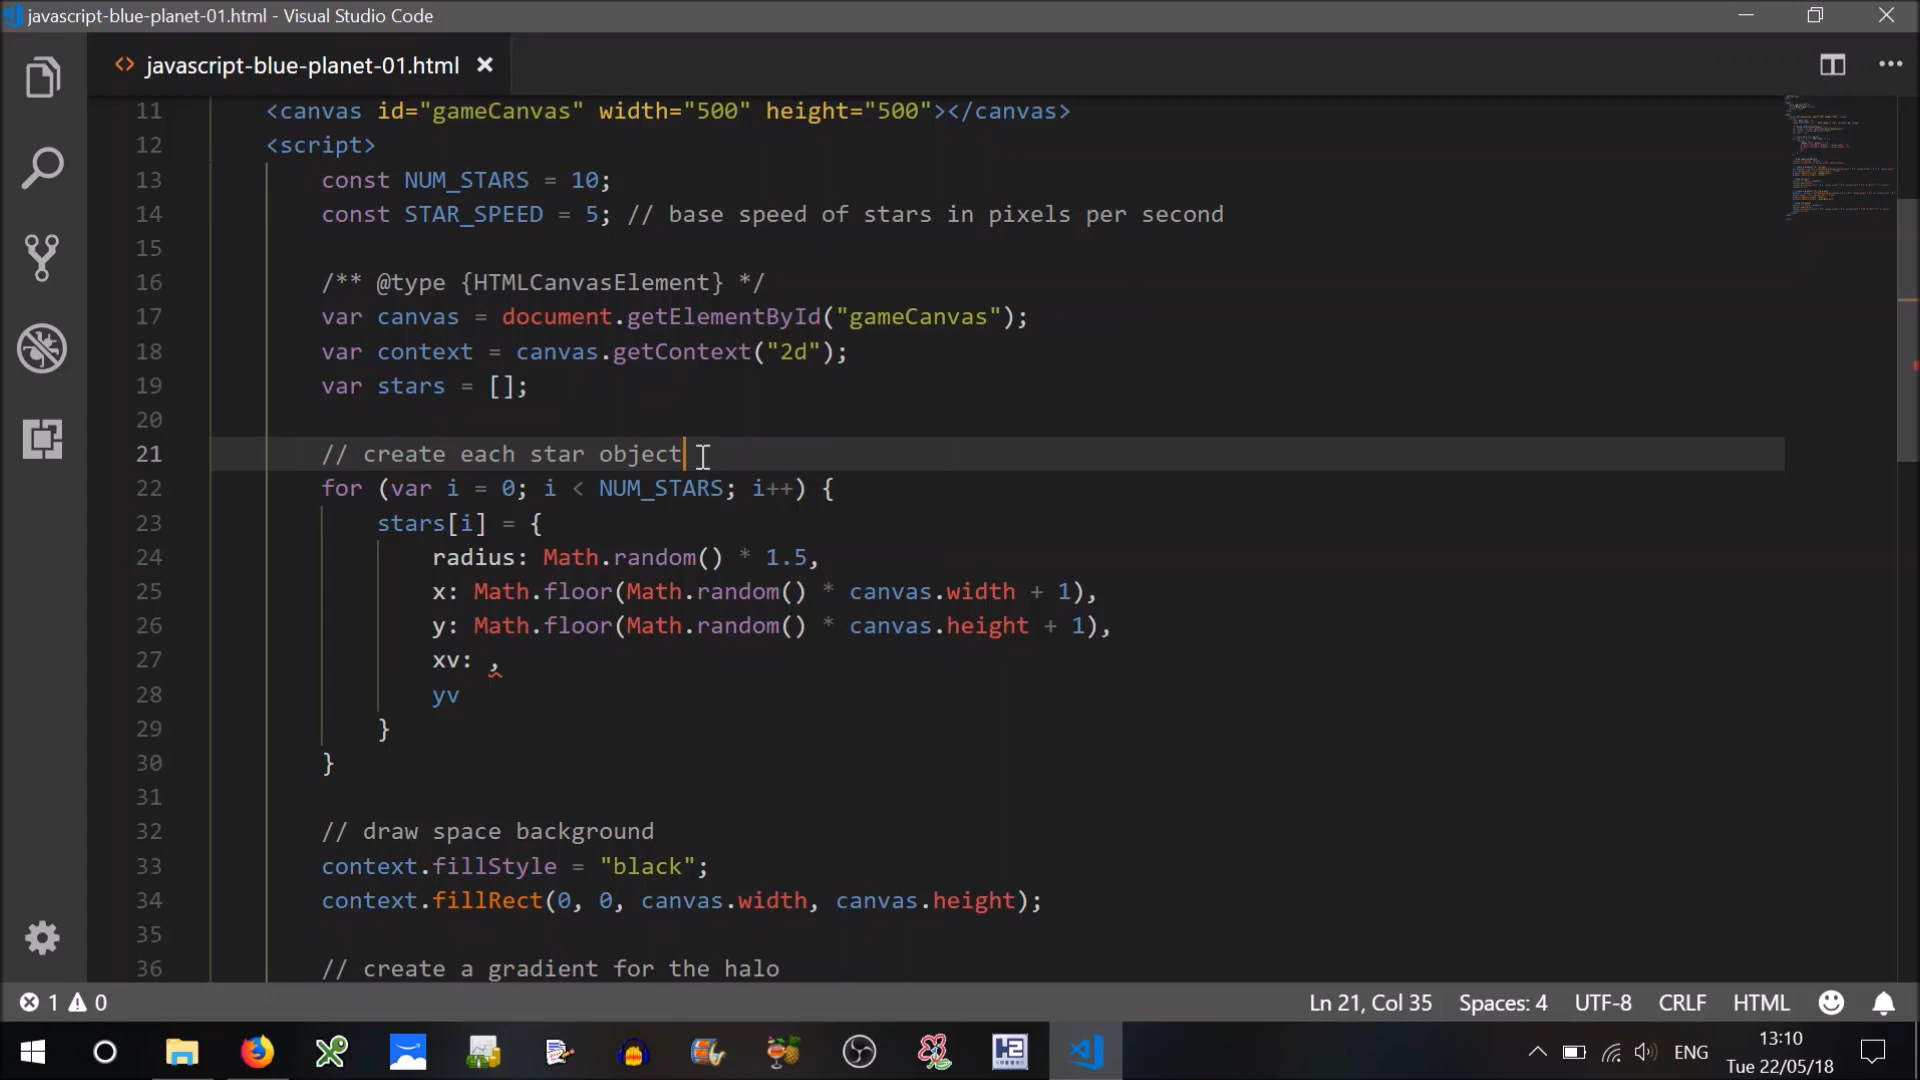 javascript-blue-planet-01.html - Visual Studio Code
<> javascript-blue-planet-01.html
11 <canvas id="gameCanvas" width="500" height="500"></canvas>
12 <script>
13 const NUM_STARS = 10;
14 const STAR_SPEED = 5; // base speed of stars in pixels per second
15
16 /** @type {HTMLCanvasElement} */
17 var canvas = document.getElementById("gameCanvas");
18 var context = canvas.getContext("2d");
19 var stars = [];
20
21 // create each star object
22 for (var i = 0; i < NUM_STARS; i++) {
23 stars[i] = {
24 radius: Math.random() * 1.5,
25 x: Math.floor(Math.random() * canvas.width + 1),
26 y: Math.floor(Math.random() * canvas.height + 1),
27 xv: ,
28 yv
29 }
30 }
31
32 // draw space background
33 context.fillStyle = "black";
34 context.fillRect(0, 0, canvas.width, canvas.height);
35
36 // create a gradient for the halo
1 0 Ln 21, Col 35 Spaces: 4 UTF-8 CRLF HTML
ENG
13:10
Tue 22/05/18